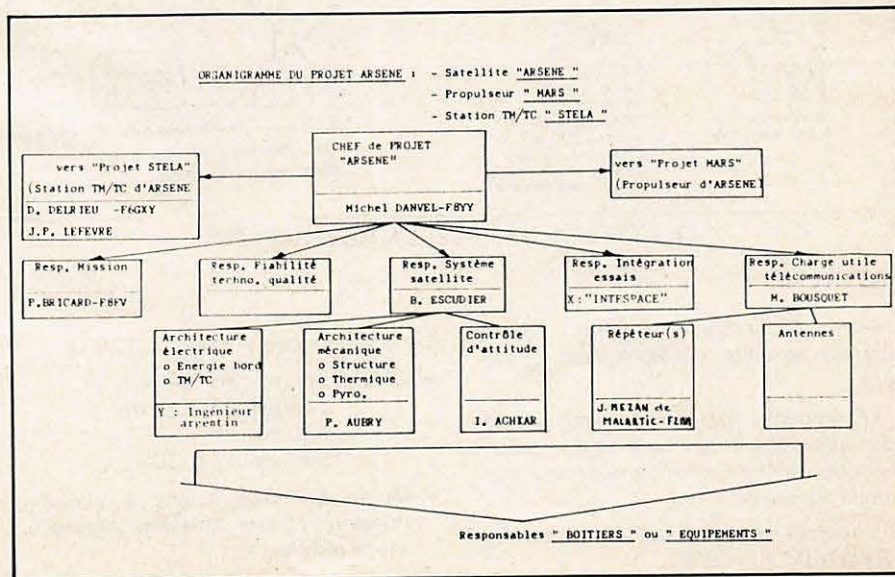 ORGANIGRAMME DU PROJET ARSENE : - Satellite "ARSENE "
- Propulseur " MARS "
- Station TM/TC " STELA "
CHEF de PROJET
"ARSENE"
Michel DANVEL-F8YY
vers "Projet STELA"
(Station TM/TC d'ARSENE
D. DELRIEU -F6GXY
J.P. LEFEVRE
vers "Projet MARS"
(Propulseur d'ARSENE)
Resp. Mission
P.BRICARD-F8FV
Resp. Fiabilité
techno. qualité
Resp. Système
satellite
B. ESCUDIER
Resp. Intégration
essais
X :"INTESPACE"
Resp. Charge utile
télécommunications
M. BOUSQUET
Architecture
électrique
o Energie bord
o TM/TC
Y : Ingénieur
argentin
Architecture
mécanique
o Structure
o Thermique
o Pyro.
P. AUBRY
Contrôle
d'attitude
I. AGHXAR
Répéteur(s)
J.MEZAN de
MALARTIC-
Antennes
Responsables " BOITIERS " ou " EQUIPEMENTS "